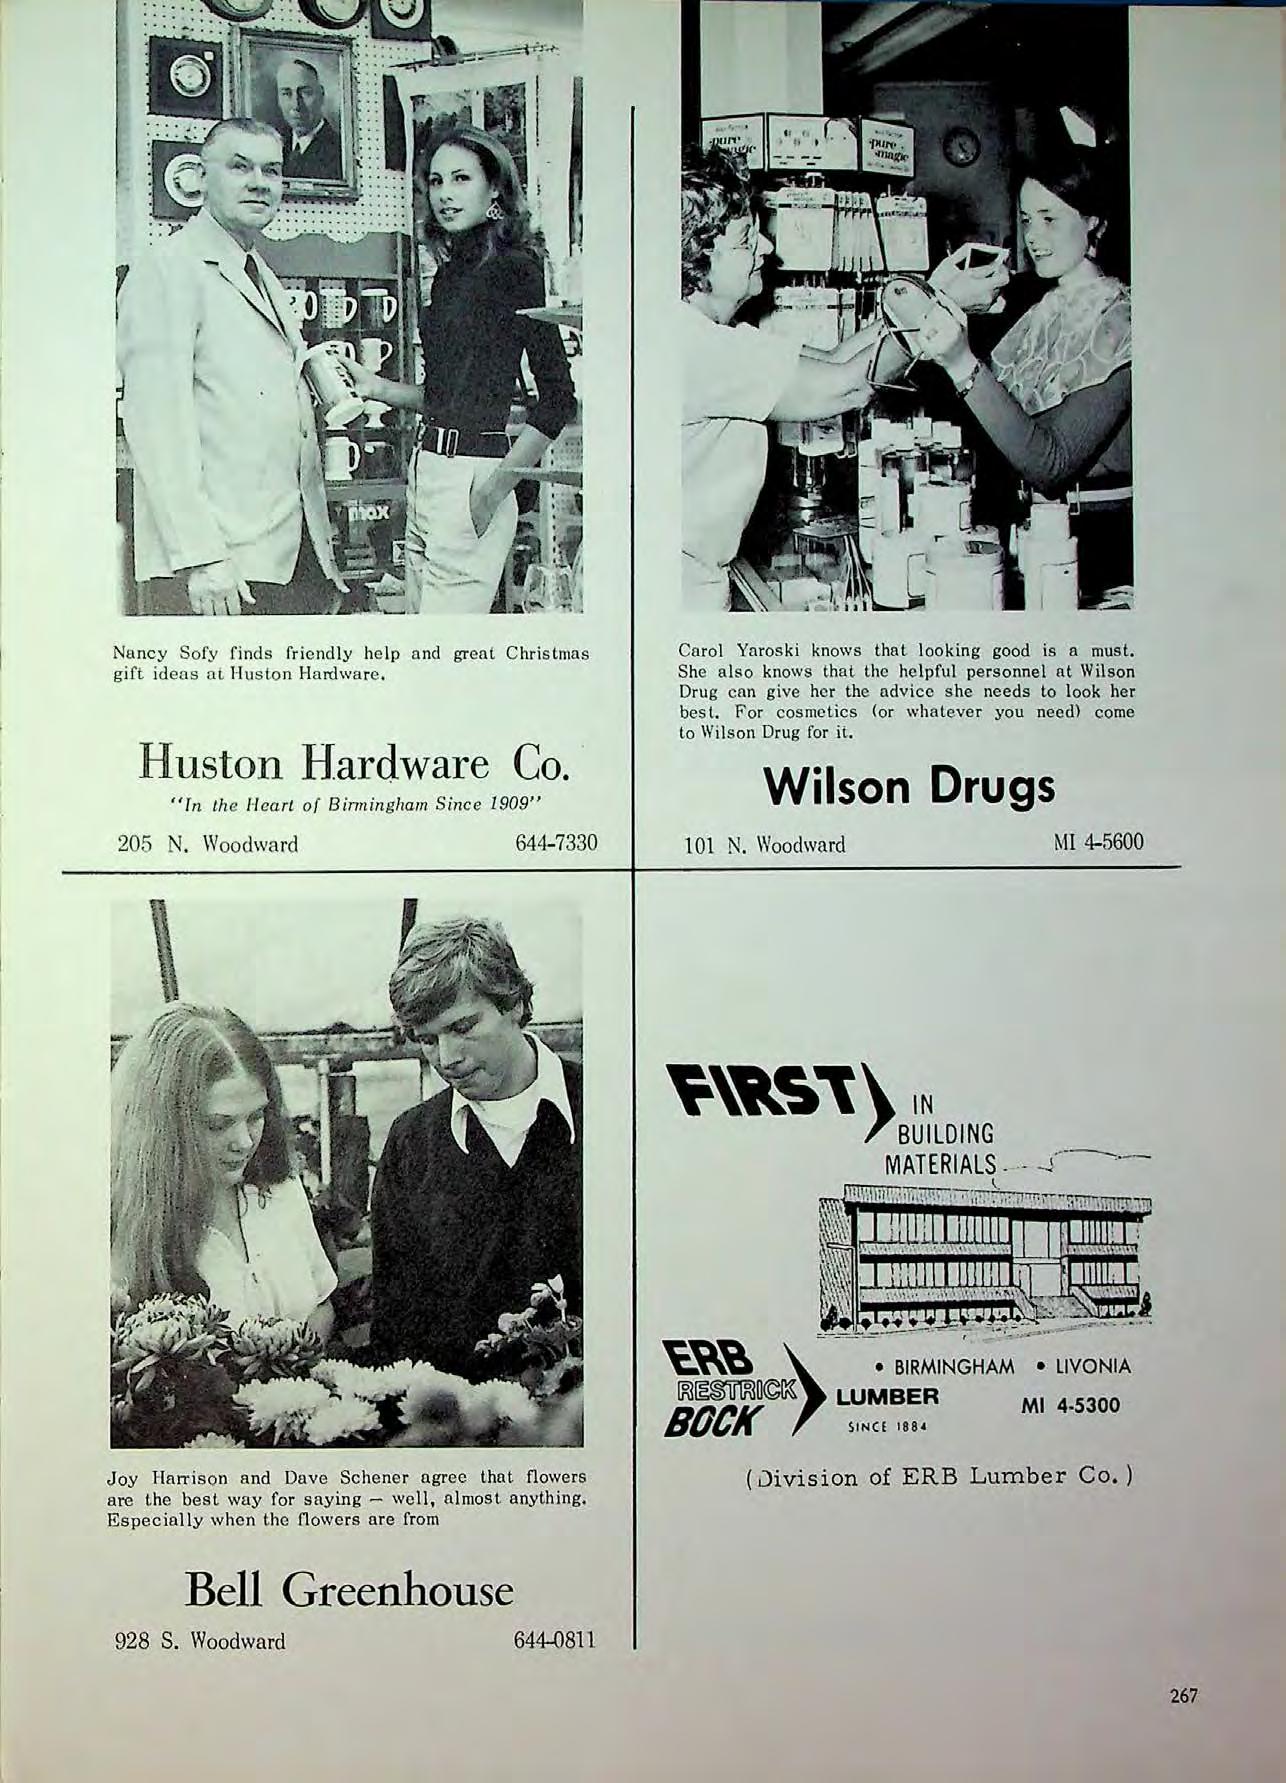 pure
magic
pure
magic
max
Nancy Sofy finds friendly help and great Christmas
gift ideas at Huston Hardware.
Huston Hardware Co.
"In the Heart of Birmingham Since 1909"
205 N. Woodward 644-7330
Carol Yaroski knows that looking good is a must.
She also knows that the helpful personnel at Wilson
Drug can give her the advice she needs to look her
best. For cosmetics (or whatever you need) come
to Wilson Drug for it.
Wilson Drugs
101 N. Woodward MI 4-5600
Joy Harrison and Dave Schener agree that flowers
are the best way for saying — well, almost anything.
Especially when the flowers are from
Bell Greenhouse
928 S. Woodward 644-0811
FIRST IN
BUILDING
MATERIALS
ERB
RESTRICK
BOCK
• BIRMINGHAM • LIVONIA
LUMBER MI 4-5300
SINCE 1884
(Division of ERB Lumber Co.)
267